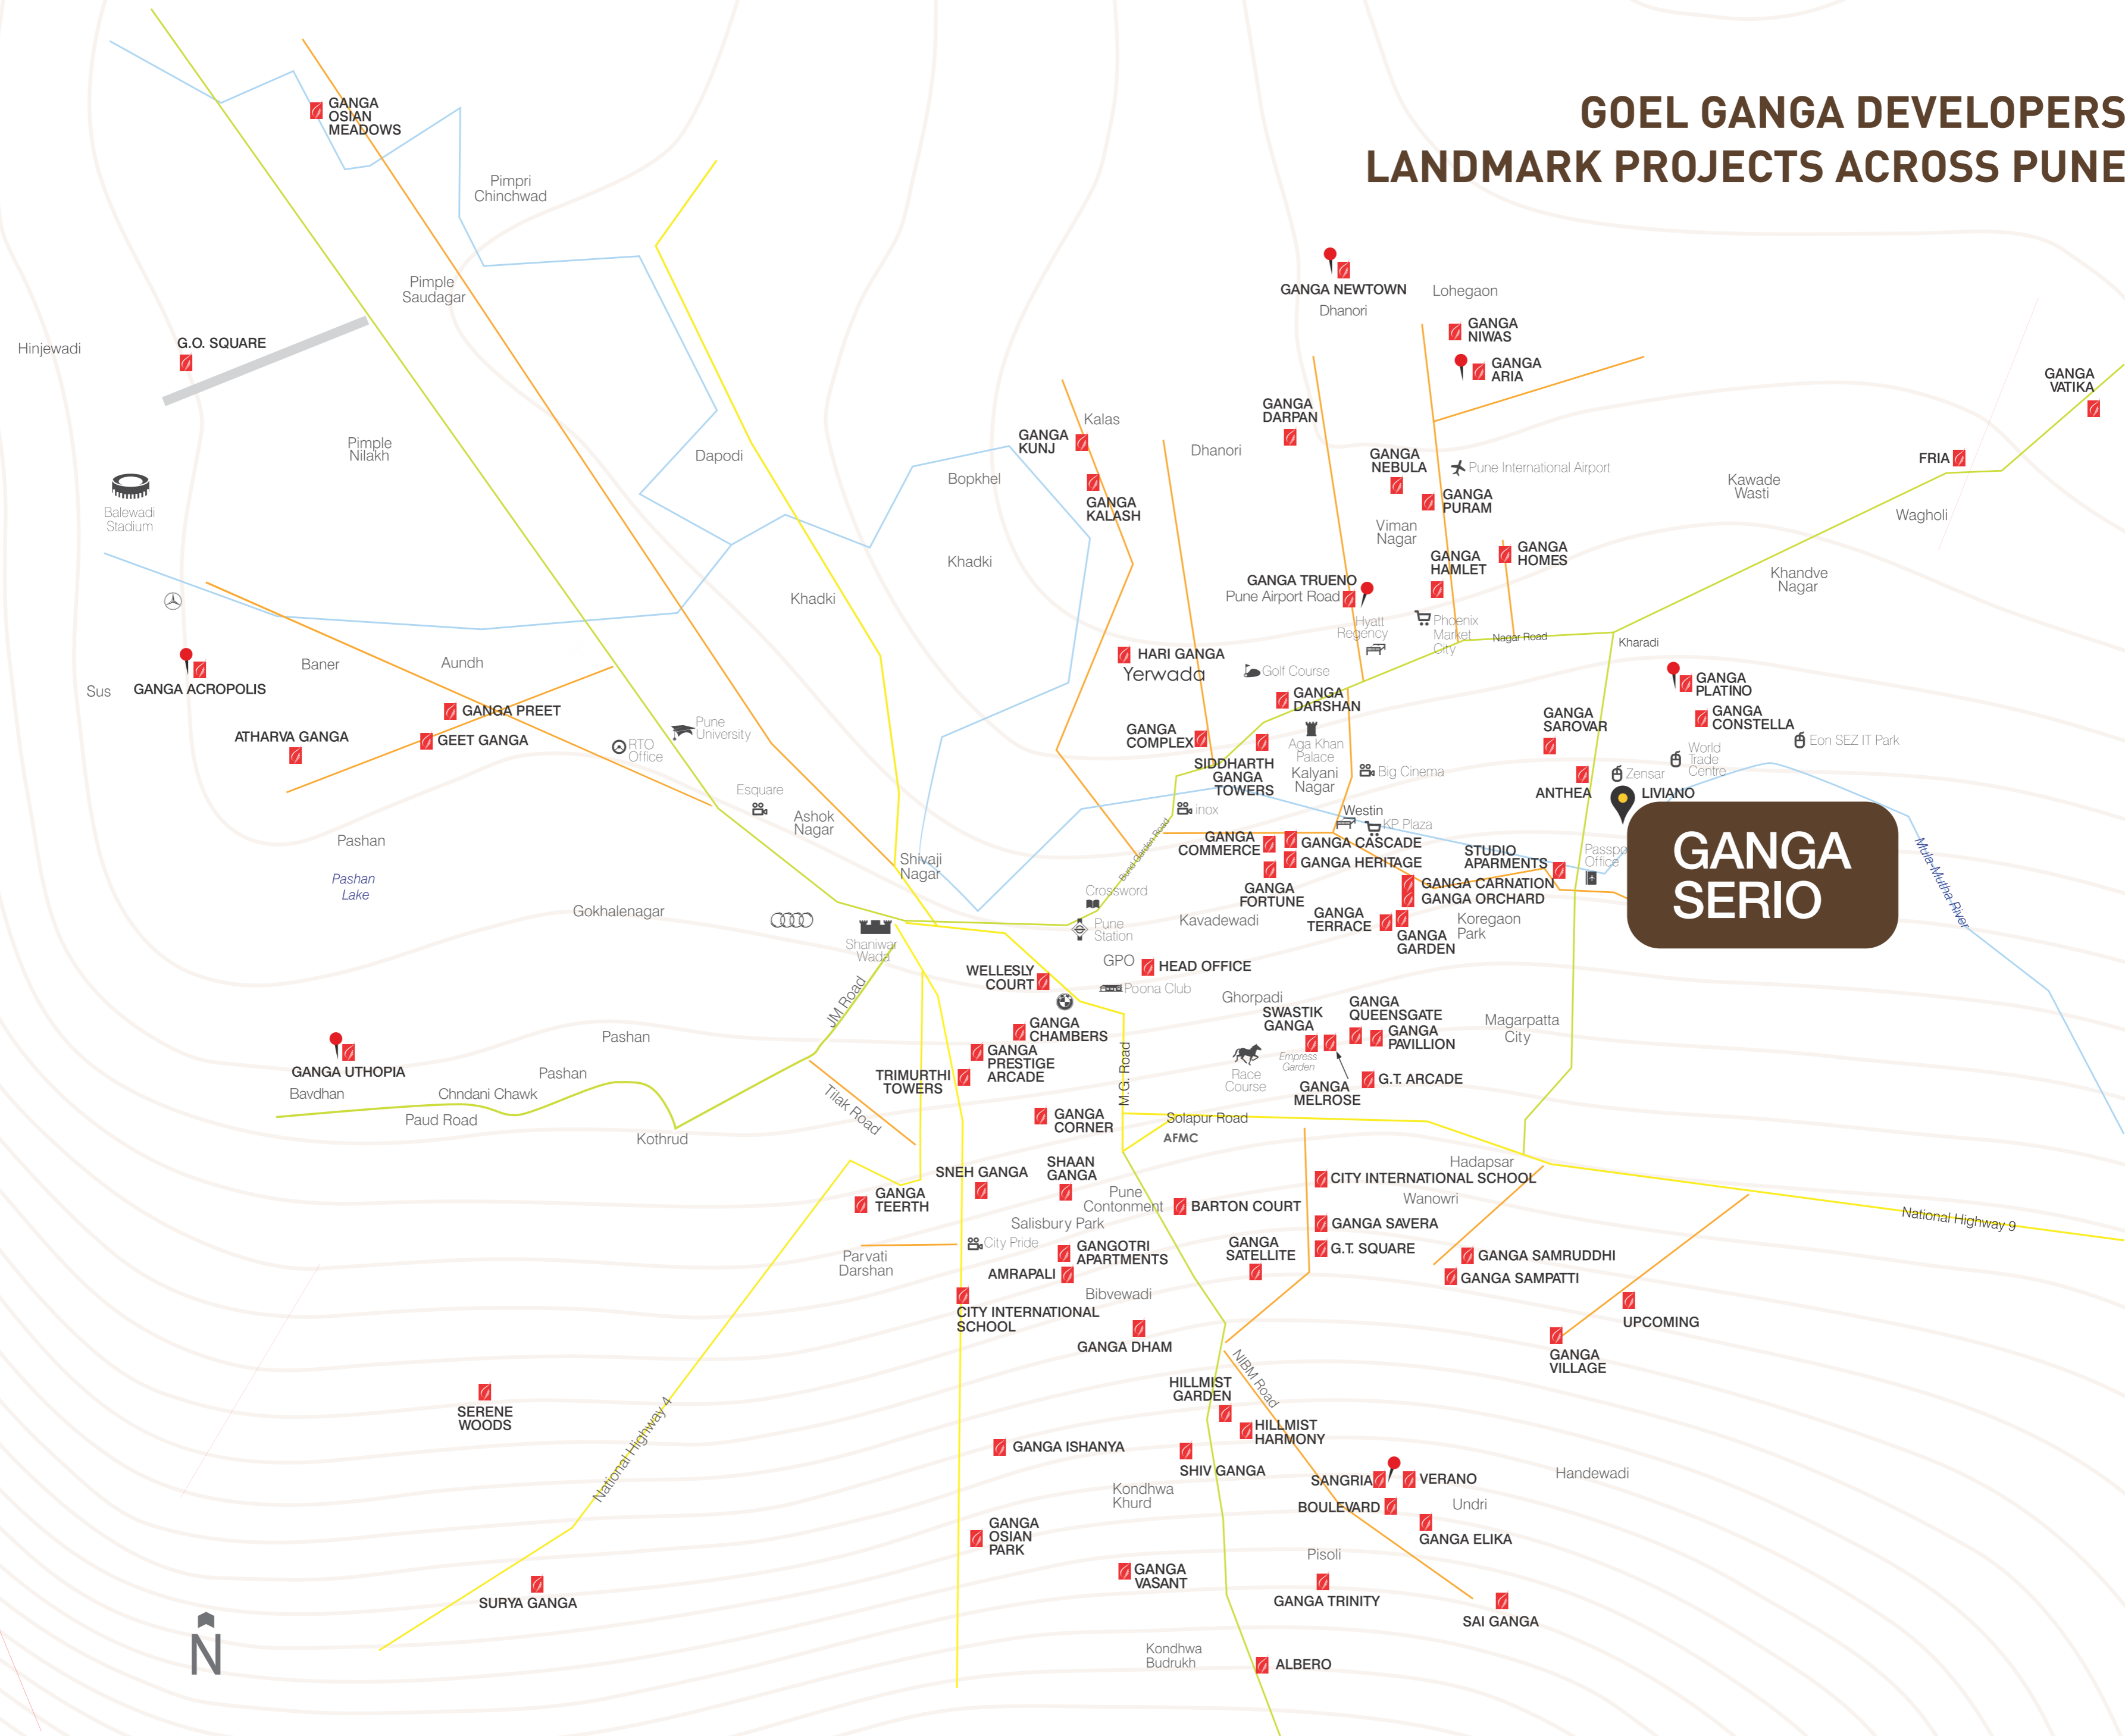 GOEL GANGA DEVELOPERS
LANDMARK PROJECTS ACROSS PUNE
GANGA
OSIAN
MEADOWS
Pimpri
Chinchwad
Pimple
Saudagar
Hinjewadi
G.O. SQUARE
Pimple
Nilakh
Balewadi
Stadium
Dapodi
Khadki
Baner
Aundh
Sus
GANGA ACROPOLIS
GANGA PREET
ATHARVA GANGA
GEET GANGA
RTO
Office
Pune
University
Esquare
Ashok
Nagar
Pashan
Pashan
Lake
Gokhalenagar
Shivaji
Nagar
Shaniwar
Wada
JM Road
GANGA UTHOPIA
Bavdhan
Chndani Chawk
Pashan
Pashan
Paud Road
Kothrud
Tilak Road
GANGA NEWTOWN
Dhanori
Lohegaon
GANGA
NIWAS
GANGA
ARIA
GANGA
VATIKA
Kalas
GANGA
KUNJ
GANGA
KALASH
Bopkhel
Khadki
Dhanori
GANGA
DARPAN
GANGA
NEBULA
Pune International Airport
GANGA
PURAM
Viman
Nagar
GANGA
HAMLET
GANGA
HOMES
FRIA
Kawade
Wasti
Wagholi
Khandve
Nagar
GANGA TRUENO
Pune Airport Road
Hyatt
Regency
Phoenix
Market
City
Nagar Road
Kharadi
HARI GANGA
Yerwada
Golf Course
GANGA
DARSHAN
GANGA
COMPLEX
SIDDHARTH
GANGA
TOWERS
Aga Khan
Palace
Kalyani
Nagar
Big Cinema
GANGA
PLATINO
GANGA
CONSTELLA
GANGA
SAROVAR
Eon SEZ IT Park
World
Trade
Centre
Zensar
ANTHEA
LIVIANO
GANGA
SERIO
Mula-Mutha River
inox
Bund Garden Road
Westin
KP Plaza
GANGA
COMMERCE
GANGA CASCADE
GANGA HERITAGE
GANGA
FORTUNE
STUDIO
APARMENTS
Passpo
Office
GANGA CARNATION
GANGA ORCHARD
GANGA
TERRACE
GANGA
GARDEN
Koregaon
Park
Crossword
Pune
Station
Kavadewadi
GPO
HEAD OFFICE
Poona Club
WELLESLY
COURT
GANGA
CHAMBERS
GANGA
PRESTIGE
ARCADE
TRIMURTHI
TOWERS
M.G. Road
Ghorpadi
SWASTIK
GANGA
GANGA
QUEENSGATE
GANGA
PAVILLION
Magarpatta
City
Race
Course
Empress
Garden
GANGA
MELROSE
G.T. ARCADE
GANGA
CORNER
Solapur Road
AFMC
SNEH GANGA
SHAAN
GANGA
GANGA
TEERTH
Pune
Contonment
BARTON COURT
Salisbury Park
City Pride
Parvati
Darshan
GANGOTRI
APARTMENTS
AMRAPALI
Bibvewadi
CITY INTERNATIONAL
SCHOOL
GANGA DHAM
Hadapsar
CITY INTERNATIONAL SCHOOL
Wanowri
GANGA SAVERA
G.T. SQUARE
GANGA
SATELLITE
GANGA SAMRUDDHI
GANGA SAMPATTI
National Highway 9
UPCOMING
GANGA
VILLAGE
NIBM Road
SERENE
WOODS
National Highway 4
HILLMIST
GARDEN
HILLMIST
HARMONY
GANGA ISHANYA
SHIV GANGA
SANGRIA
VERANO
Handewadi
Kondhwa
Khurd
BOULEVARD
Undri
GANGA ELIKA
GANGA
OSIAN
PARK
Pisoli
GANGA
VASANT
GANGA TRINITY
SAI GANGA
SURYA GANGA
Kondhwa
Budrukh
ALBERO
N